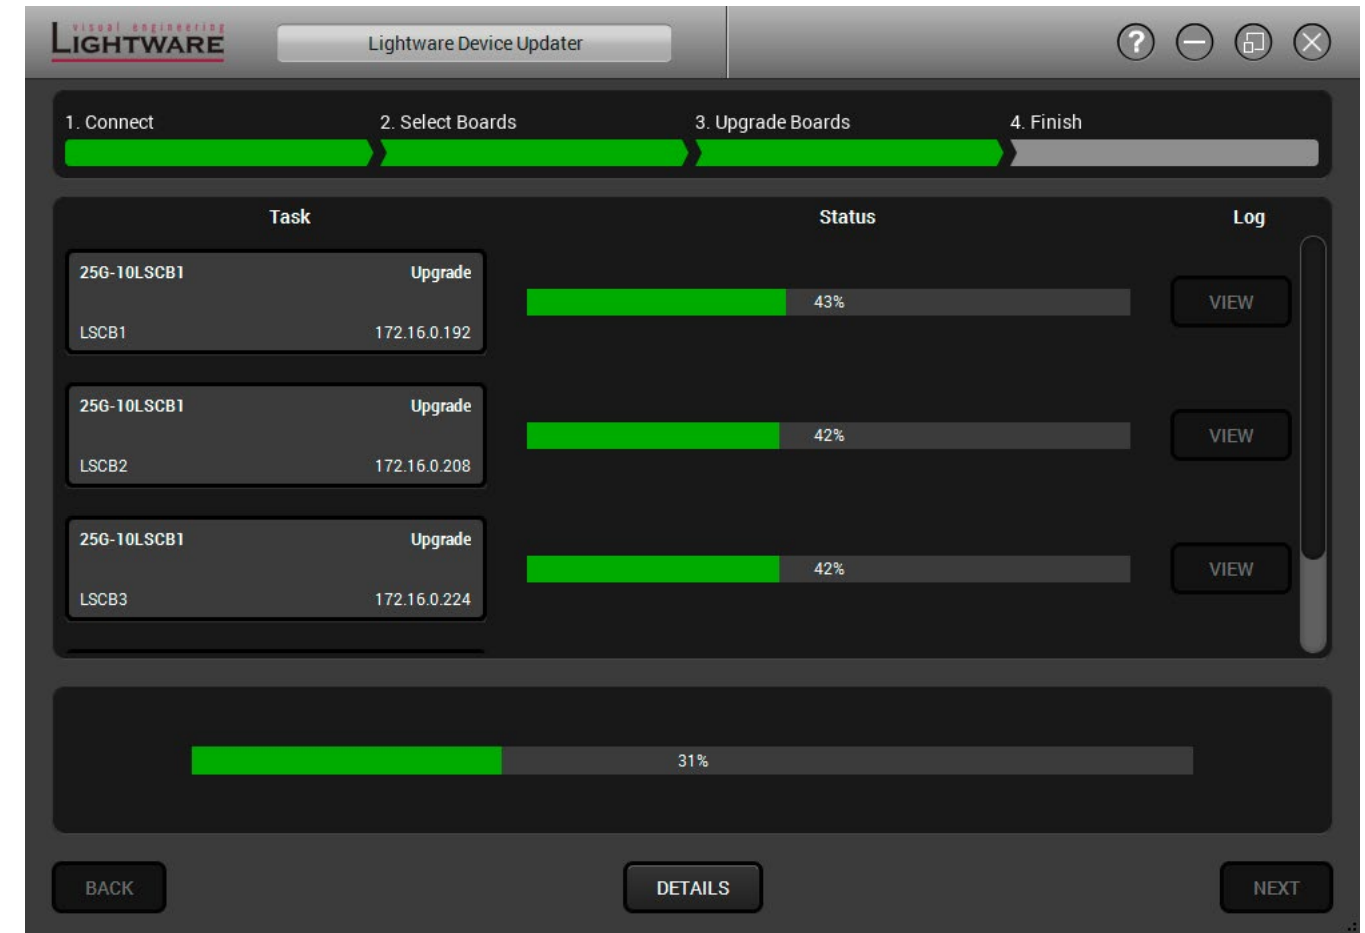 visual engineering
LIGHTWARE
Lightware Device Updater
?
1. Connect
2. Select Boards
3. Upgrade Boards
4. Finish
Task
Status
Log
25G-10LSCB1
Upgrade
LSCB1
172.16.0.192
43%
VIEW
25G-10LSCB1
Upgrade
LSCB2
172.16.0.208
42%
VIEW
25G-10LSCB1
Upgrade
LSCB3
172.16.0.224
42%
VIEW
31%
BACK
DETAILS
NEXT